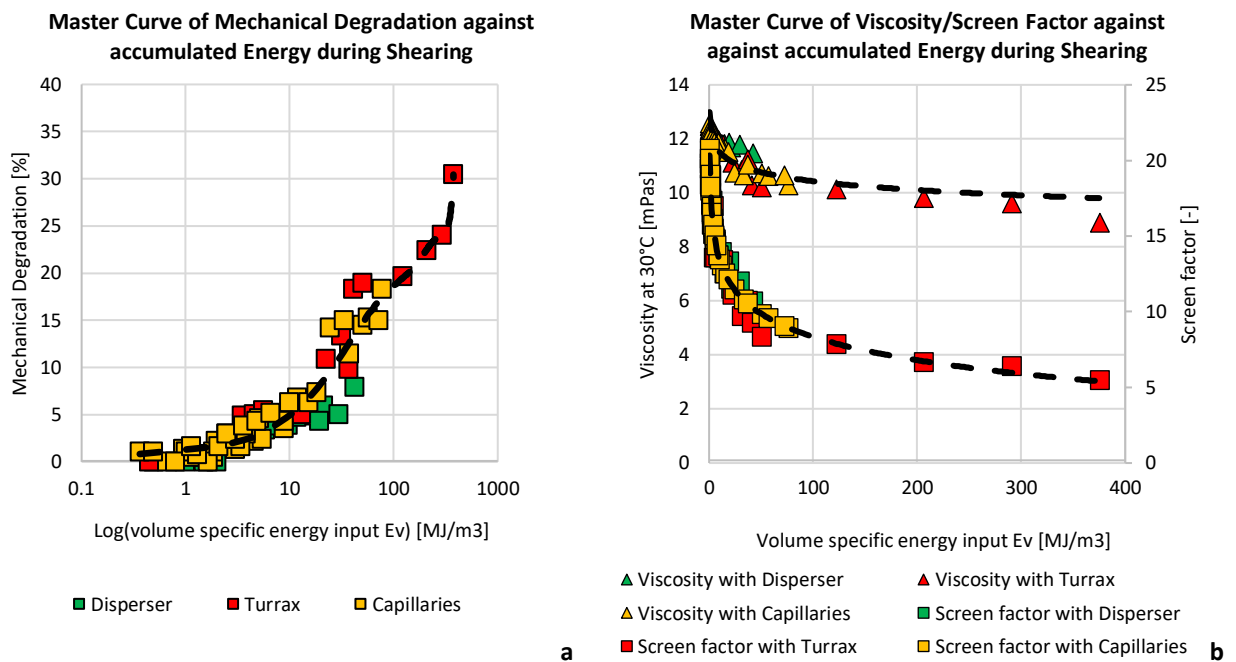 Master Curve of Mechanical Degradation against
accumulated Energy during Shearing
40
35
30
25
20
15
10
5
0
Mechanical Degradation [%]
0.1
1
10
100
1000
Log(volume specific energy input Ev) [MJ/m3]
Disperser
Turrax
Capillaries
a
Master Curve of Viscosity/Screen Factor against
against accumulated Energy during Shearing
14
12
10
8
6
4
2
0
Viscosity at 30°C [mPas]
25
20
15
10
5
0
Screen factor [-]
0
100
200
300
400
Volume specific energy input Ev [MJ/m3]
Viscosity with Disperser
Viscosity with Turrax
Viscosity with Capillaries
Screen factor with Disperser
Screen factor with Turrax
Screen factor with Capillaries
b